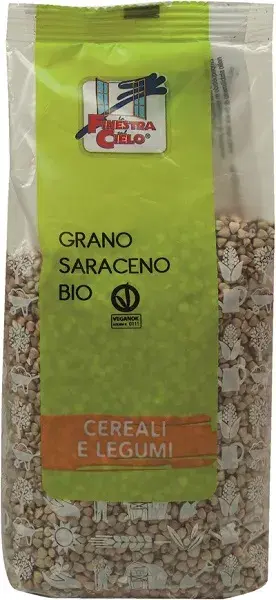 la
FINESTRA
sul
CIELO®
GRANO
SARACENO
BIO
VEGANOK
CEREALI
E LEGUMI